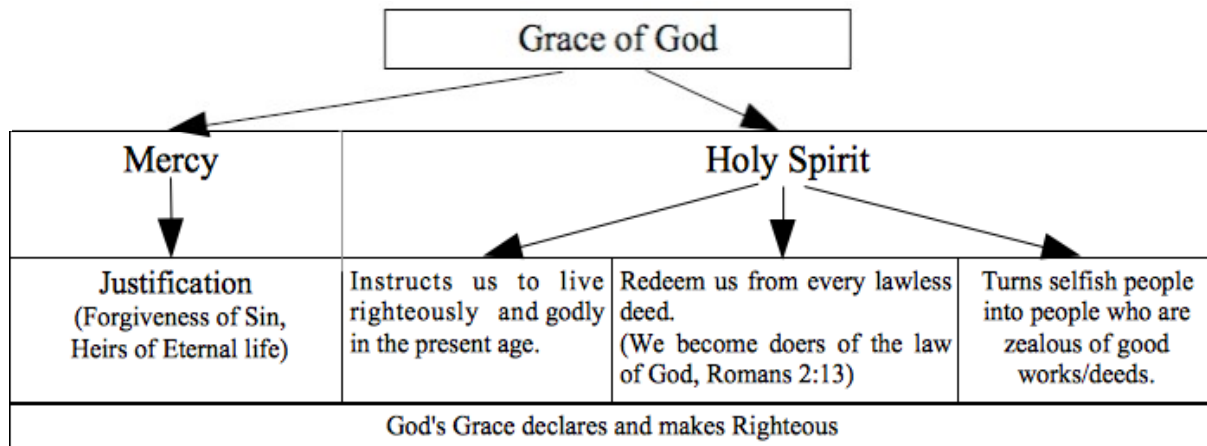 Grace of God
Mercy
Holy Spirit
Justification
(Forgiveness of Sin,
Heirs of Eternal life)
Instructs us to live
righteously and godly
in the present age.
Redeem us from every lawless
deed.
(We become doers of the law
of God, Romans 2:13)
Turns selfish people
into people who are
zealous of good
works/deeds.
God's Grace declares and makes Righteous